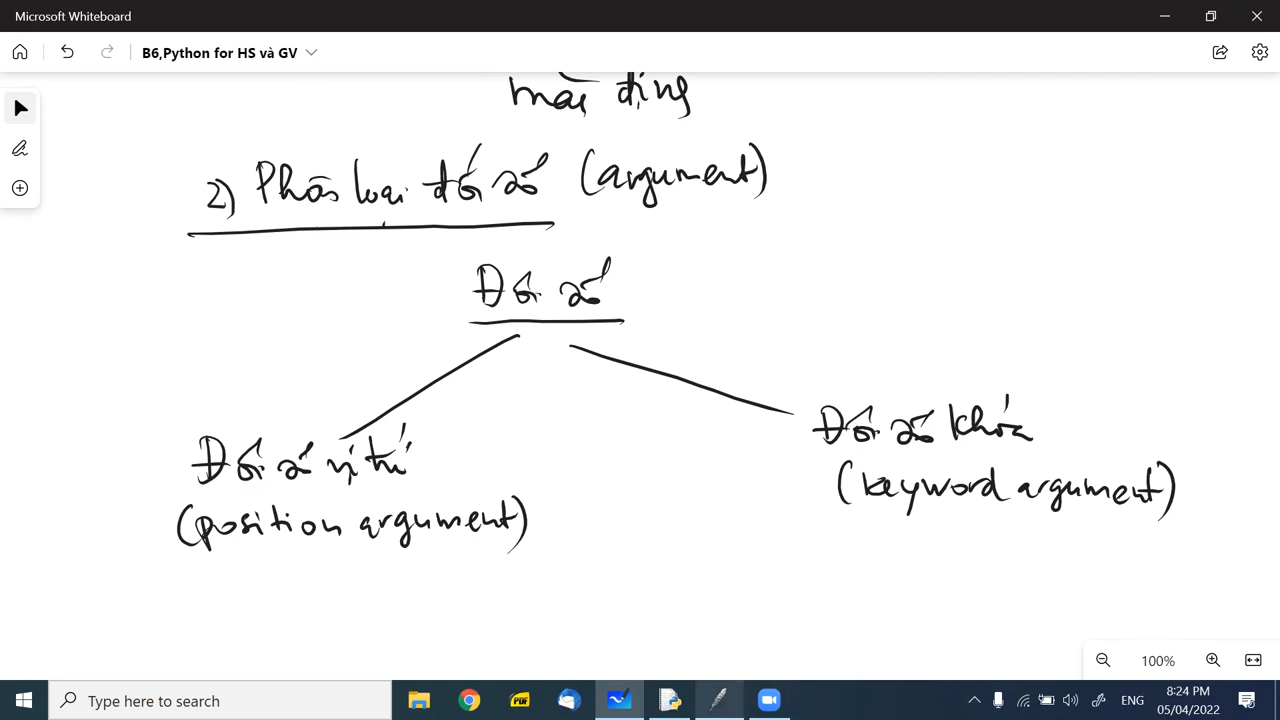 Microsoft Whiteboard
B6,Python for HS và GV
mặc định
2) Phân loại đối số (argument)
Đối số
Đối số vị trí
(position argument)
Đối số khóa
(keyword argument)
100%
Type here to search
PDF
ENG
8:24 PM
05/04/2022